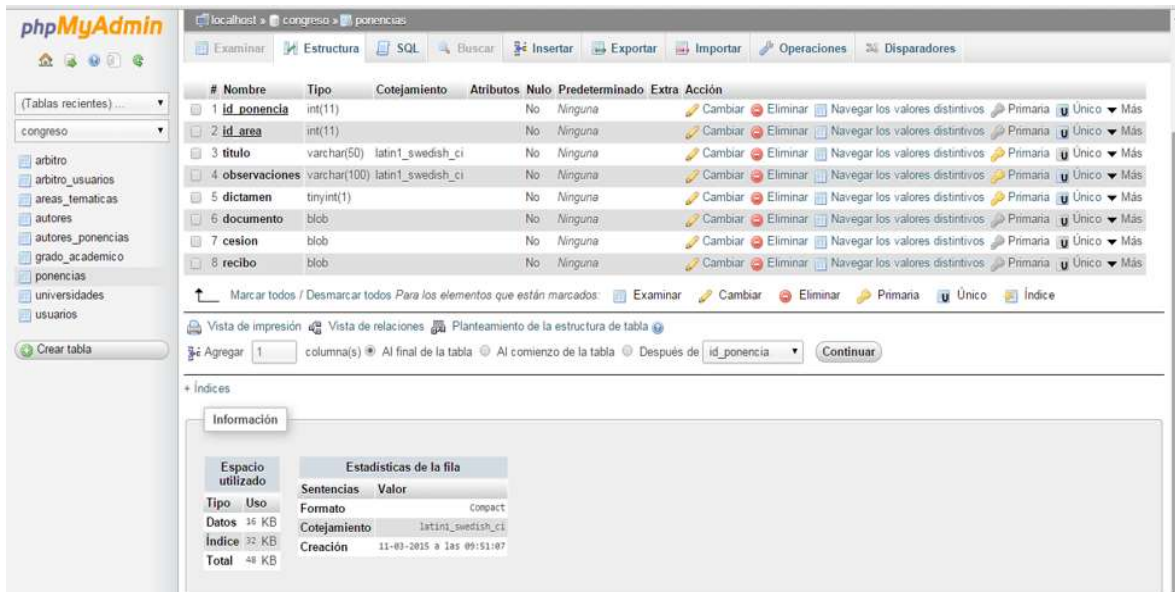 phpMyAdmin
localhost » congreso » ponencias
Examinar Estructura SQL Buscar Insertar Exportar Importar Operaciones Disparadores
(Tablas recientes) ...
congreso
arbitro
arbitro_usuarios
areas_tematicas
autores
autores_ponencias
grado_academico
ponencias
universidades
usuarios
Crear tabla
# Nombre Tipo Cotejamiento Atributos Nulo Predeterminado Extra Acción
1 id_ponencia int(11) No Ninguna Cambiar Eliminar Navegar los valores distintivos Primaria Único Más
2 id_area int(11) No Ninguna Cambiar Eliminar Navegar los valores distintivos Primaria Único Más
3 titulo varchar(50) latin1_swedish_ci No Ninguna Cambiar Eliminar Navegar los valores distintivos Primaria Único Más
4 observaciones varchar(100) latin1_swedish_ci No Ninguna Cambiar Eliminar Navegar los valores distintivos Primaria Único Más
5 dictamen tinyint(1) No Ninguna Cambiar Eliminar Navegar los valores distintivos Primaria Único Más
6 documento blob No Ninguna Cambiar Eliminar Navegar los valores distintivos Primaria Único Más
7 cesion blob No Ninguna Cambiar Eliminar Navegar los valores distintivos Primaria Único Más
8 recibo blob No Ninguna Cambiar Eliminar Navegar los valores distintivos Primaria Único Más
Marcar todos / Desmarcar todos Para los elementos que están marcados: Examinar Cambiar Eliminar Primaria Único Índice
Vista de impresión Vista de relaciones Planteamiento de la estructura de tabla
Agregar 1 columna(s) Al final de la tabla Al comienzo de la tabla Después de id_ponencia Continuar
+ Índices
Información
Espacio utilizado
Tipo Uso
Datos 16 KB
Índice 32 KB
Total 48 KB
Estadísticas de la fila
Sentencias Valor
Formato Compact
Cotejamiento latin1_swedish_ci
Creación 11-03-2015 a las 09:51:07